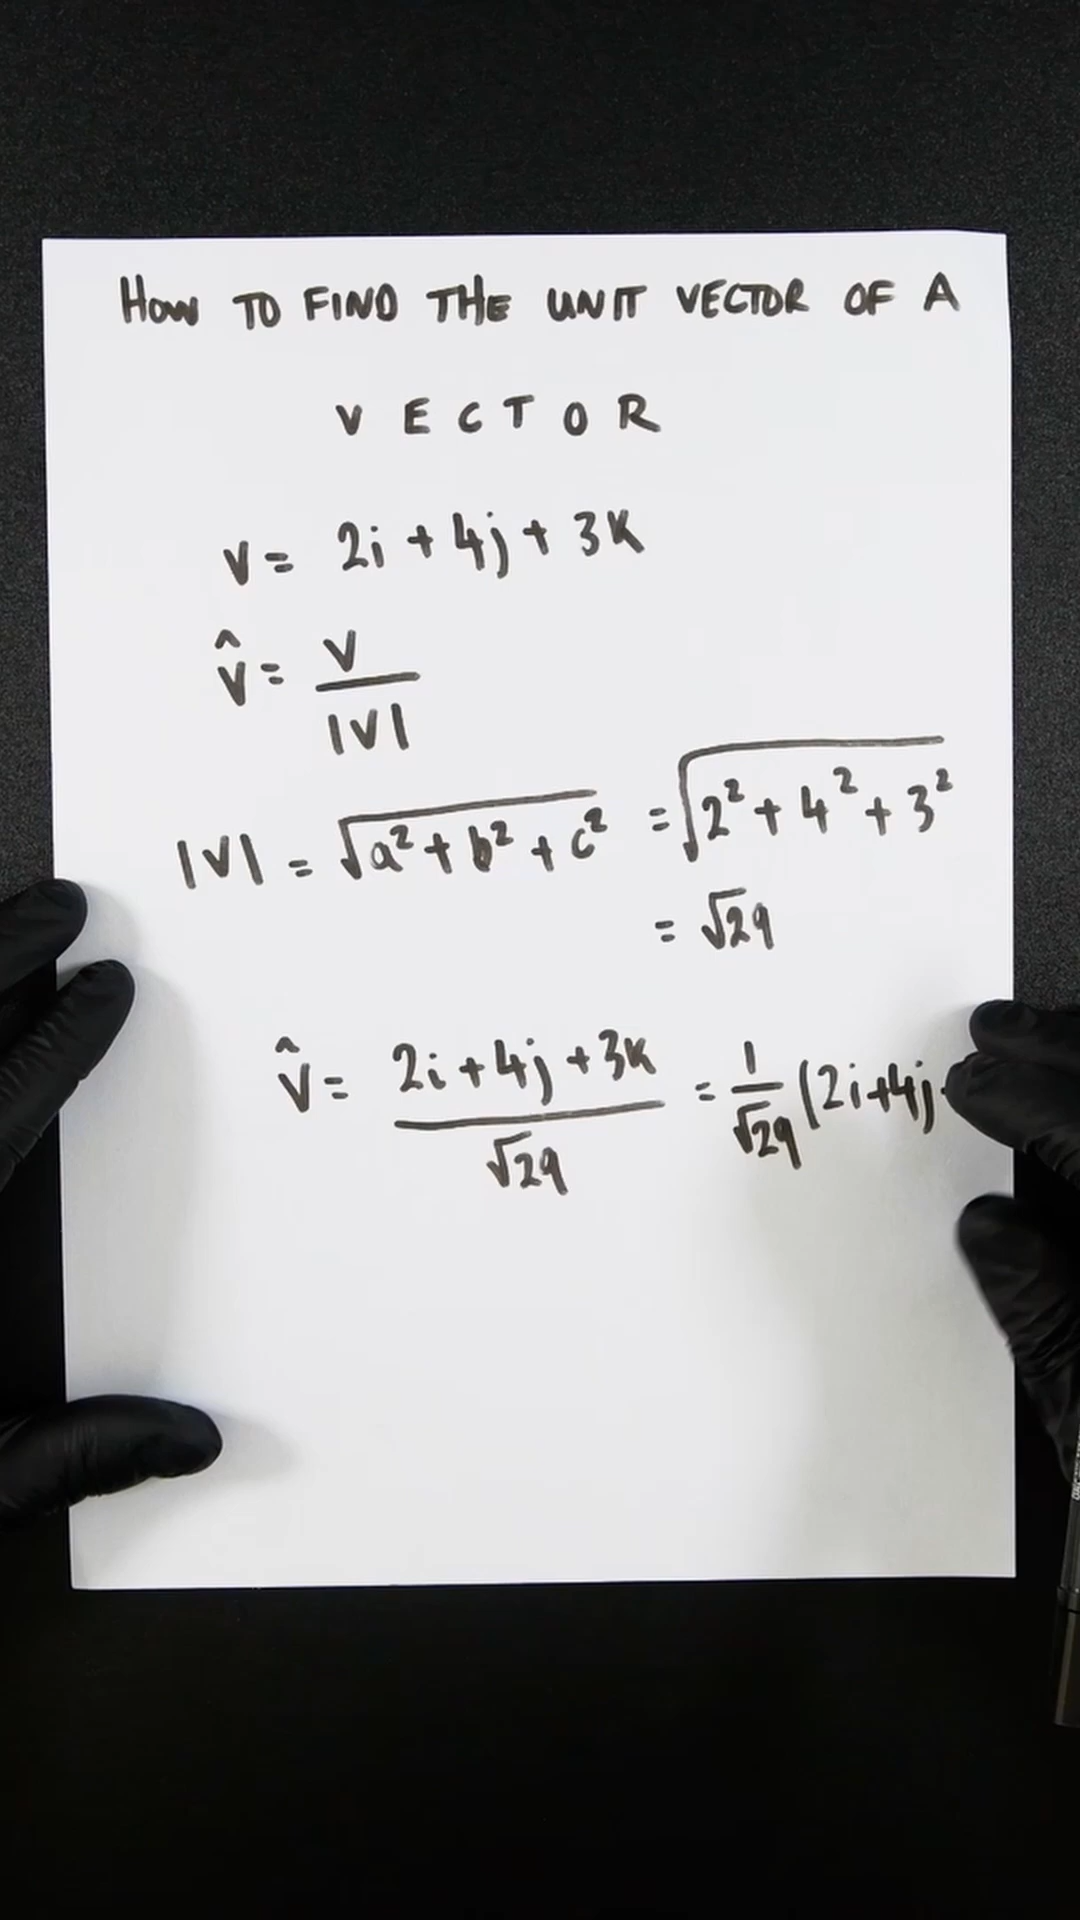 How TO FIND THE UNIT VECTOR OF A
VECTOR
v = 2i + 4j + 3k
v̂ = v / |v|
|v| = √(a² + b² + c²) = √(2² + 4² + 3²)
= √29
v̂ = (2i + 4j + 3k) / √29 = 1/√29 (2i + 4j